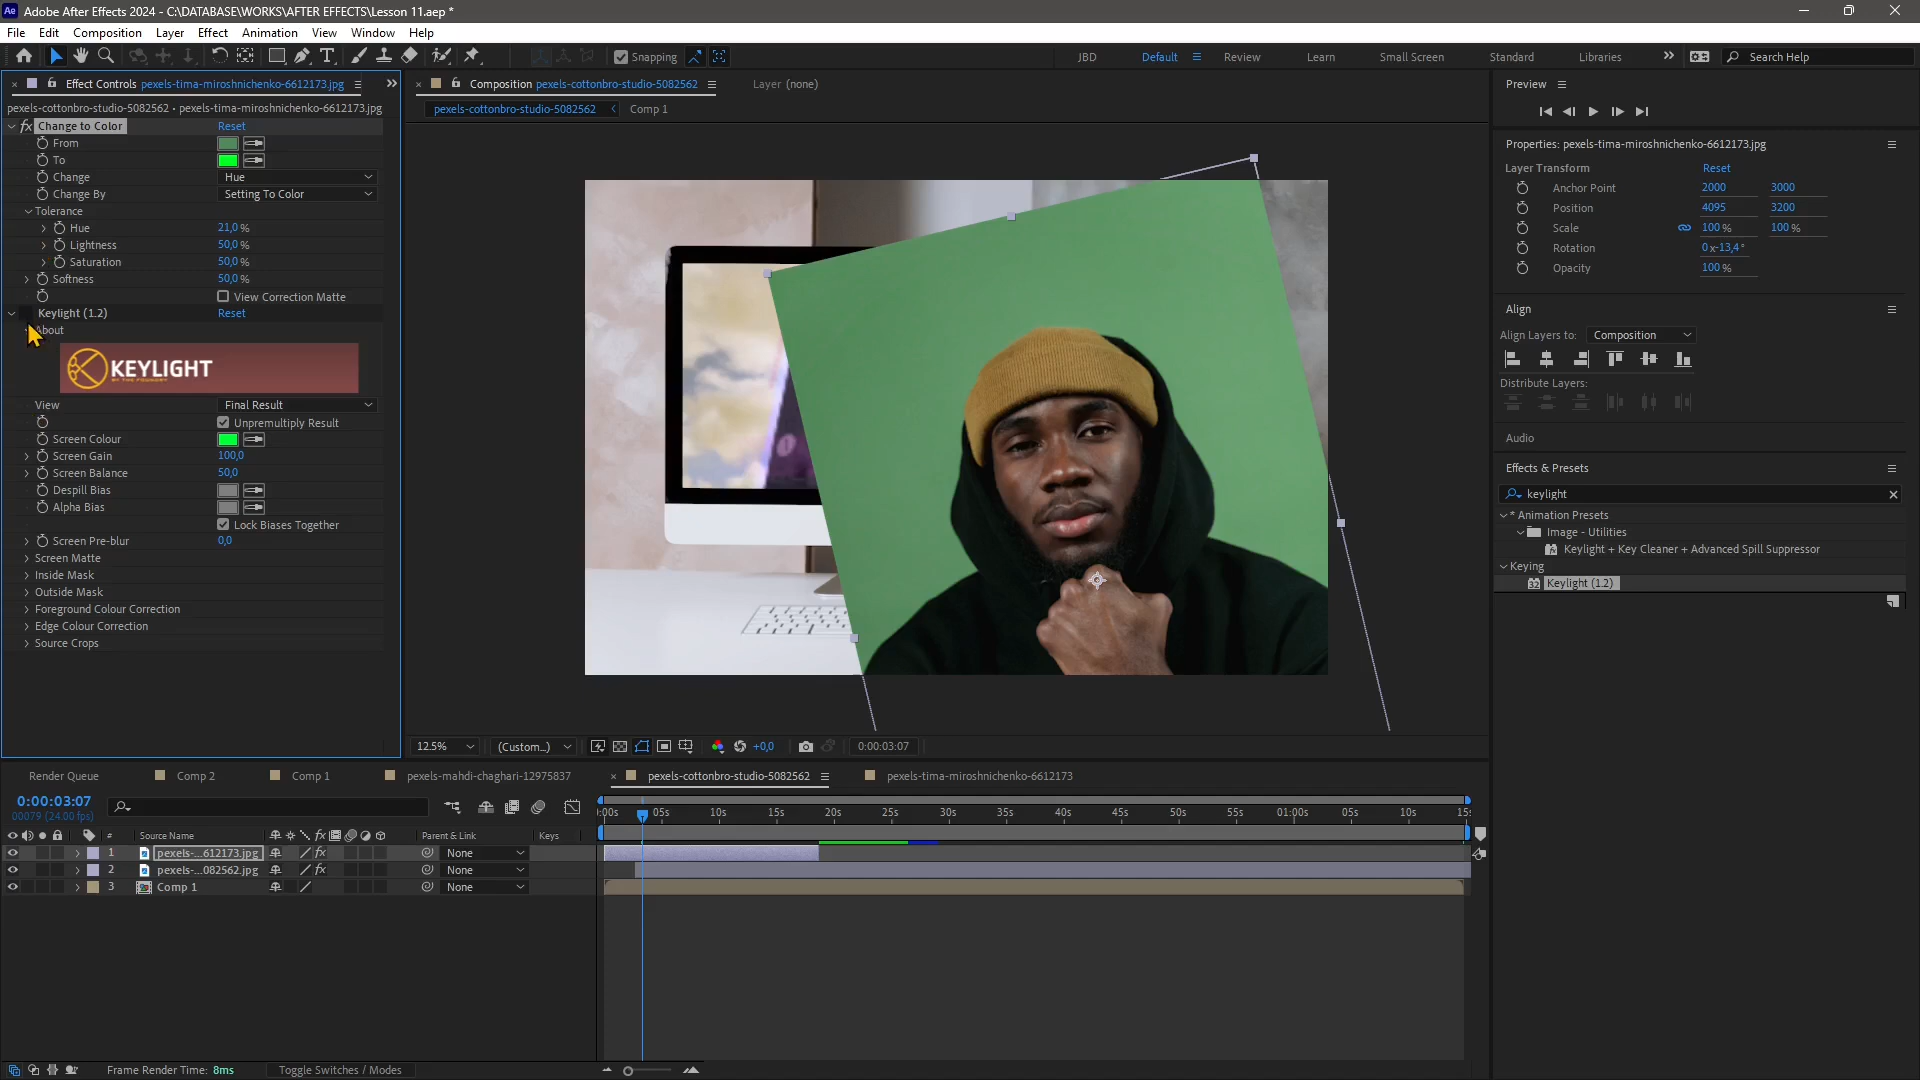 Ae Adobe After Effects 2024 - C:\DATABASE\WORKS\AFTER EFFECTS\Lesson 11.aep *
File Edit Composition Layer Effect Animation View Window Help
Snapping
JBD Default Review Learn Small Screen Standard Libraries Search Help
Effect Controls pexels-tima-miroshnichenko-6612173.jpg
pexels-cottonbro-studio-5082562 • pexels-tima-miroshnichenko-6612173.jpg
fx Change to Color Reset
From
To
Change Hue
Change By Setting To Color
Tolerance
Hue 21,0 %
Lightness 50,0 %
Saturation 50,0 %
Softness 50,0 %
View Correction Matte
Keylight (1.2) Reset
About
KEYLIGHT
BY THE FOUNDRY
View Final Result
Unpremultiply Result
Screen Colour
Screen Gain 100,0
Screen Balance 50,0
Despill Bias
Alpha Bias
Lock Biases Together
Screen Pre-blur 0,0
Screen Matte
Inside Mask
Outside Mask
Foreground Colour Correction
Edge Colour Correction
Source Crops
Composition pexels-cottonbro-studio-5082562
Layer (none)
pexels-cottonbro-studio-5082562 < Comp 1
12.5% (Custom...) +0,0 0:00:03:07
Preview
Properties: pexels-tima-miroshnichenko-6612173.jpg
Layer Transform Reset
Anchor Point 2000 3000
Position 4095 3200
Scale 100 % 100 %
Rotation 0 x-13,4 °
Opacity 100 %
Align
Align Layers to: Composition
Distribute Layers:
Audio
Effects & Presets
keylight
* Animation Presets
Image - Utilities
Keylight + Key Cleaner + Advanced Spill Suppressor
Keying
32 Keylight (1.2)
Render Queue Comp 2 Comp 1 pexels-mahdi-chaghari-12975837 pexels-cottonbro-studio-5082562 pexels-tima-miroshnichenko-6612173
0:00:03:07
00079 (24.00 fps)
# Source Name fx Parent & Link Keys
:00s 05s 10s 15s 20s 25s 30s 35s 40s 45s 50s 55s 01:00s 05s 10s 15s
1 pexels-...612173.jpg fx None
2 pexels-...082562.jpg fx None
3 Comp 1 None
Frame Render Time: 8ms Toggle Switches / Modes